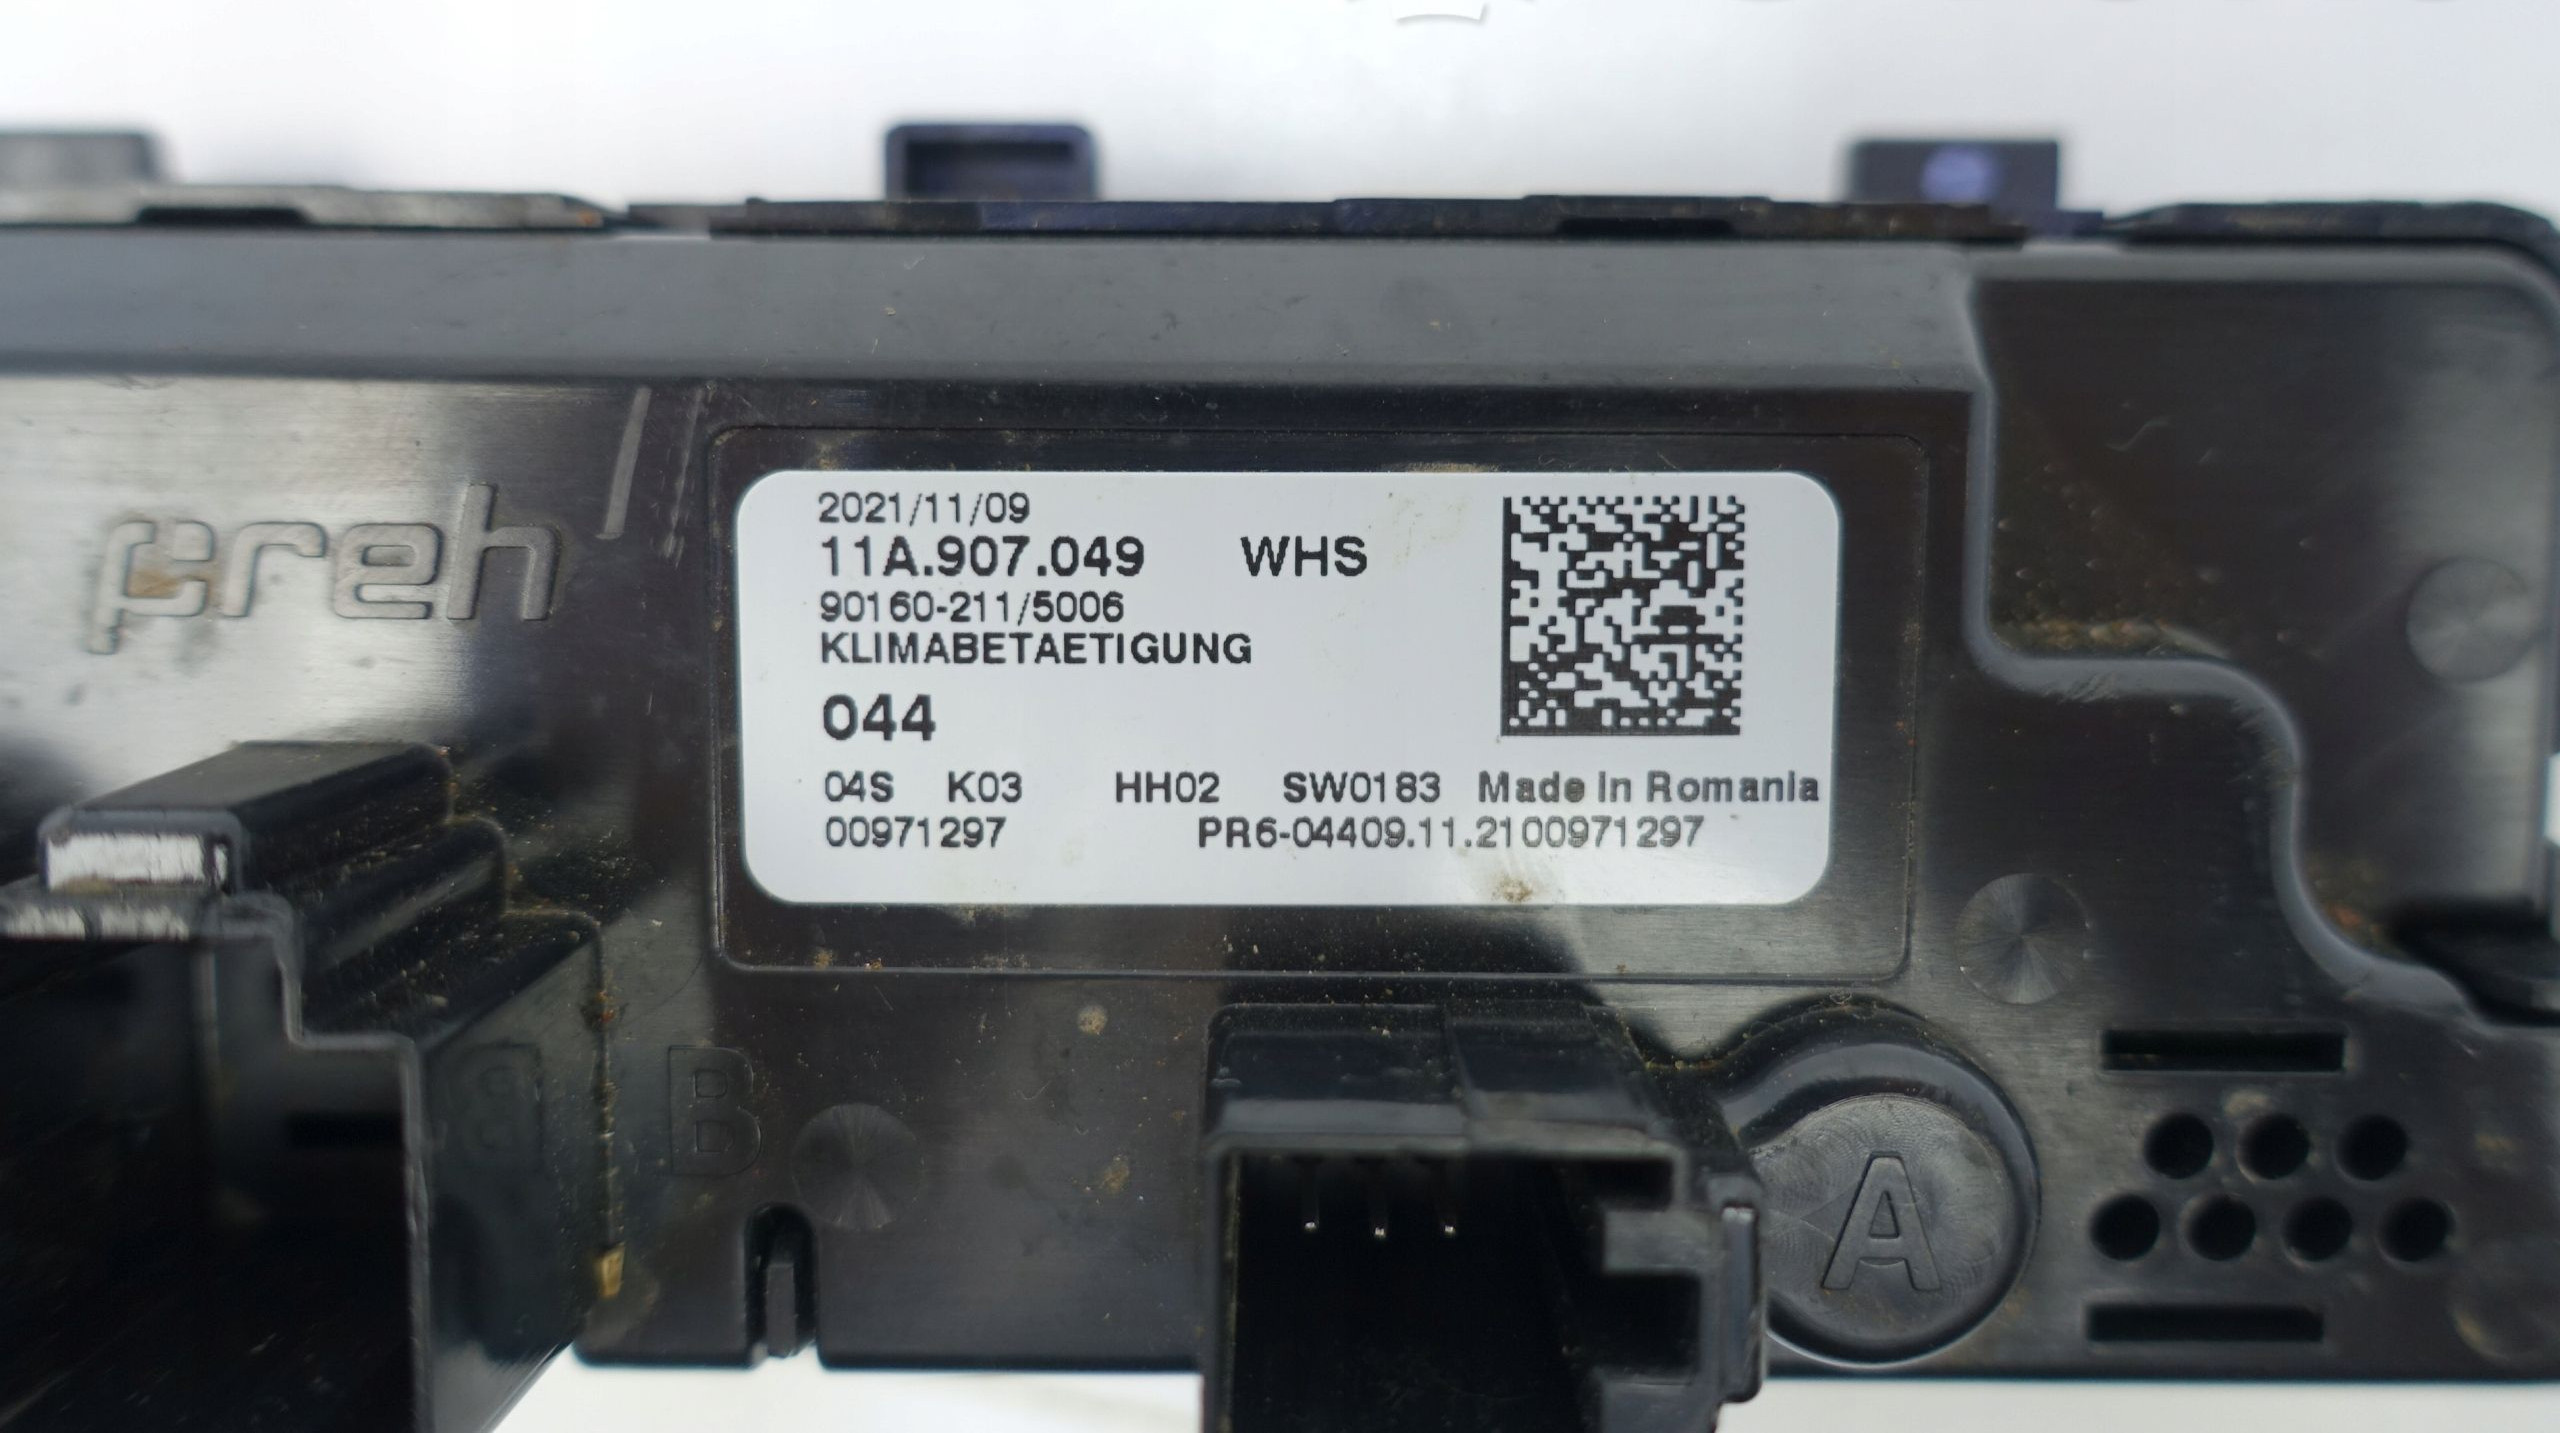 preh
2021/11/09
11A.907.049 WHS
90160-211/5006
KLIMABETAETIGUNG
044
04S K03 HH02 SW0183 Made In Romania
00971297 PR6-04409.11.2100971297
B
A